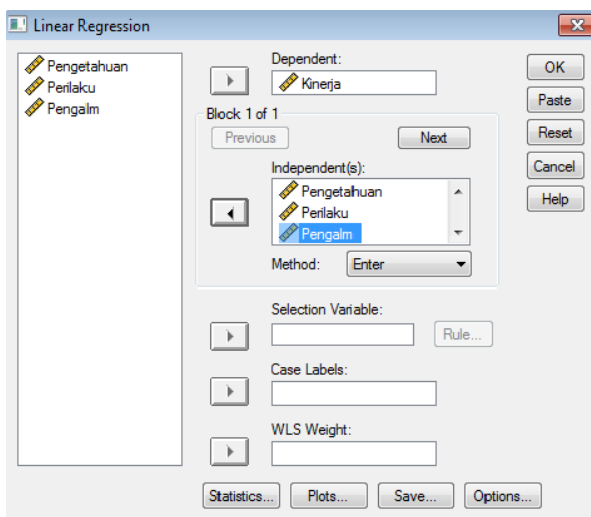 Linear Regression
Pengetahuan
Perilaku
Pengalm
Dependent:
Kinerja
Block 1 of 1
Previous
Next
Independent(s):
Pengetahuan
Perilaku
Pengalm
Method:
Enter
Selection Variable:
Rule...
Case Labels:
WLS Weight:
Statistics...
Plots...
Save...
Options...
OK
Paste
Reset
Cancel
Help